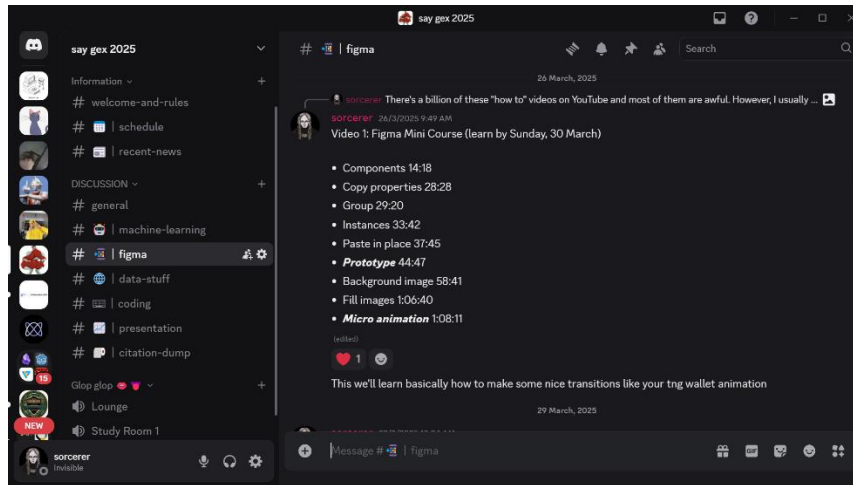 say gex 2025
say gex 2025
Information
# welcome-and-rules
# | schedule
# | recent-news
DISCUSSION
# general
# | machine-learning
# | figma
# | data-stuff
# | coding
# | presentation
# | citation-dump
Glop glop
Lounge
Study Room 1
15
NEW
sorcerer
Invisible
# | figma
Search
26 March, 2025
sorcerer There's a billion of these "how to" videos on YouTube and most of them are awful. However, I usually ...
sorcerer 26/3/2025 9:49 AM
Video 1: Figma Mini Course (learn by Sunday, 30 March)
• Components 14:18
• Copy properties 28:28
• Group 29:20
• Instances 33:42
• Paste in place 37:45
• Prototype 44:47
• Background image 58:41
• Fill images 1:06:40
• Micro animation 1:08:11
(edited)
1
This we'll learn basically how to make some nice transitions like your tng wallet animation
29 March, 2025
Message # | figma
GIF